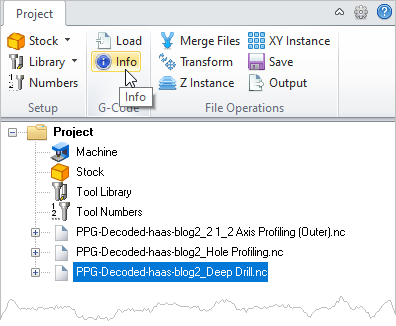 Project
Stock
Load
Merge Files
XY Instance
Library
Info
Transform
Save
Numbers
Info
Z Instance
Output
Setup
G-Code
File Operations
Project
Machine
Stock
Tool Library
Tool Numbers
PPG-Decoded-haas-blog2_2 1_2 Axis Profiling (Outer).nc
PPG-Decoded-haas-blog2_Hole Profiling.nc
PPG-Decoded-haas-blog2_Deep Drill.nc